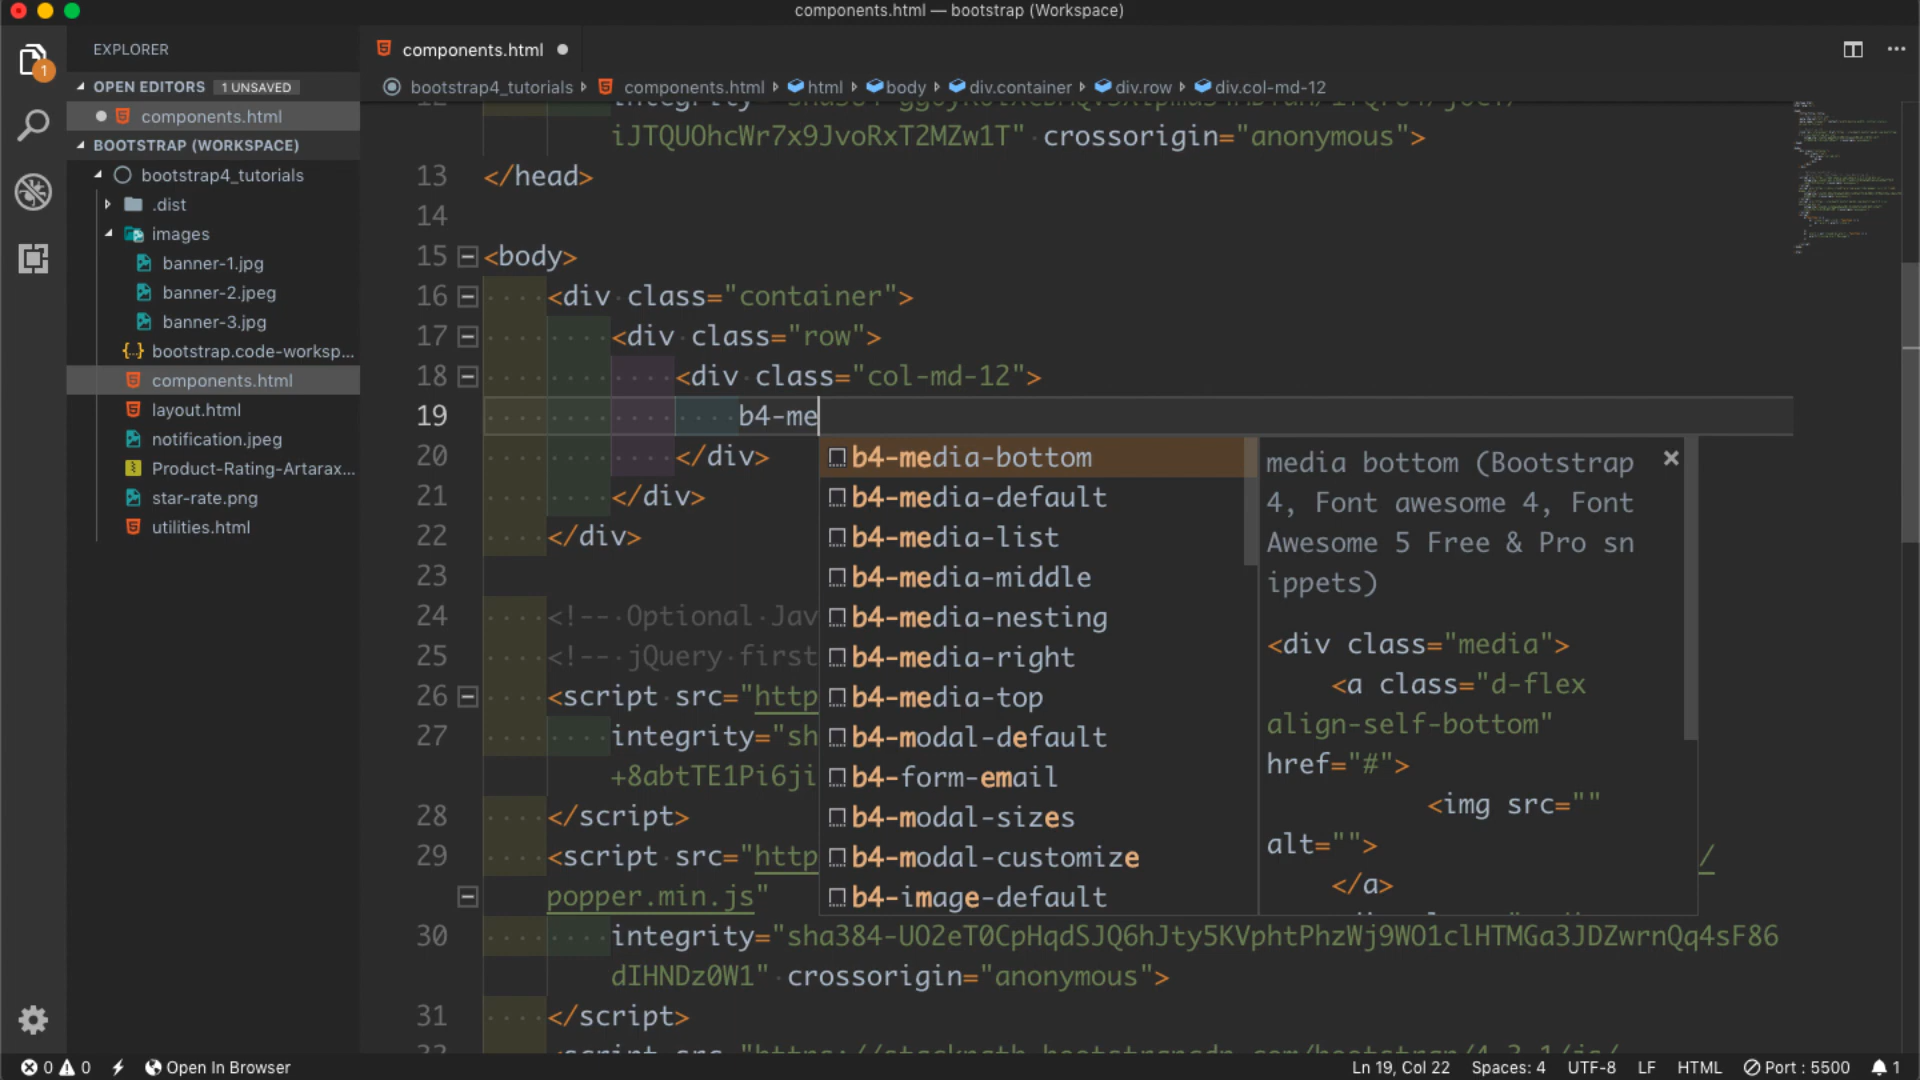 components.html — bootstrap (Workspace)
EXPLORER
OPEN EDITORS 1 UNSAVED
components.html
BOOTSTRAP (WORKSPACE)
bootstrap4_tutorials
.dist
images
banner-1.jpg
banner-2.jpeg
banner-3.jpg
bootstrap.code-worksp...
components.html
layout.html
notification.jpeg
Product-Rating-Artarax...
star-rate.png
utilities.html
1
components.html
bootstrap4_tutorials components.html html body div.container div.row div.col-md-12
iJTQUOhcWr7x9JvoRxT2MZw1T" crossorigin="anonymous">
13 </head>
14
15 <body>
16 <div class="container">
17 <div class="row">
18 <div class="col-md-12">
19 b4-me
20 </div>
21 </div>
22 </div>
23
24 <!-- Optional Jav
25 <!-- jQuery first
26 <script src="http
27 integrity="sh
+8abtTE1Pi6ji
28 </script>
29 <script src="http
/
popper.min.js"
30 integrity="sha384-UO2eT0CpHqdSJQ6hJty5KVphtPhzWj9WO1clHTMGa3JDZwrnQq4sF86
dIHNDz0W1" crossorigin="anonymous">
31 </script>
b4-media-bottom
b4-media-default
b4-media-list
b4-media-middle
b4-media-nesting
b4-media-right
b4-media-top
b4-modal-default
b4-form-email
b4-modal-sizes
b4-modal-customize
b4-image-default
media bottom (Bootstrap
4, Font awesome 4, Font
Awesome 5 Free & Pro sn
ippets)
<div class="media">
<a class="d-flex
align-self-bottom"
href="#">
<img src=""
alt="">
</a>
0 0 Open In Browser Ln 19, Col 22 Spaces: 4 UTF-8 LF HTML Port : 5500 1